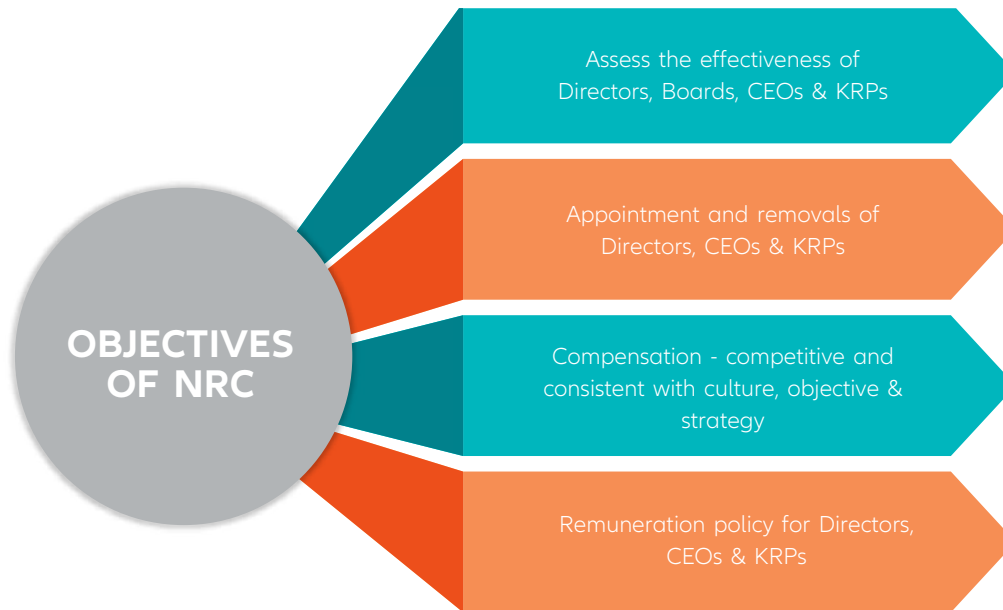 Assess the effectiveness of
Directors, Boards, CEOs & KRPs
Appointment and removals of
Directors, CEOs & KRPs
OBJECTIVES
OF NRC
Compensation - competitive and
consistent with culture, objective &
strategy
Remuneration policy for Directors,
CEOs & KRPs